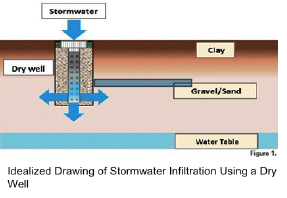 Stormwater
Clay
Dry well
Gravel/Sand
Water Table
Figure 1.
Idealized Drawing of Stormwater Infiltration Using a Dry
Well